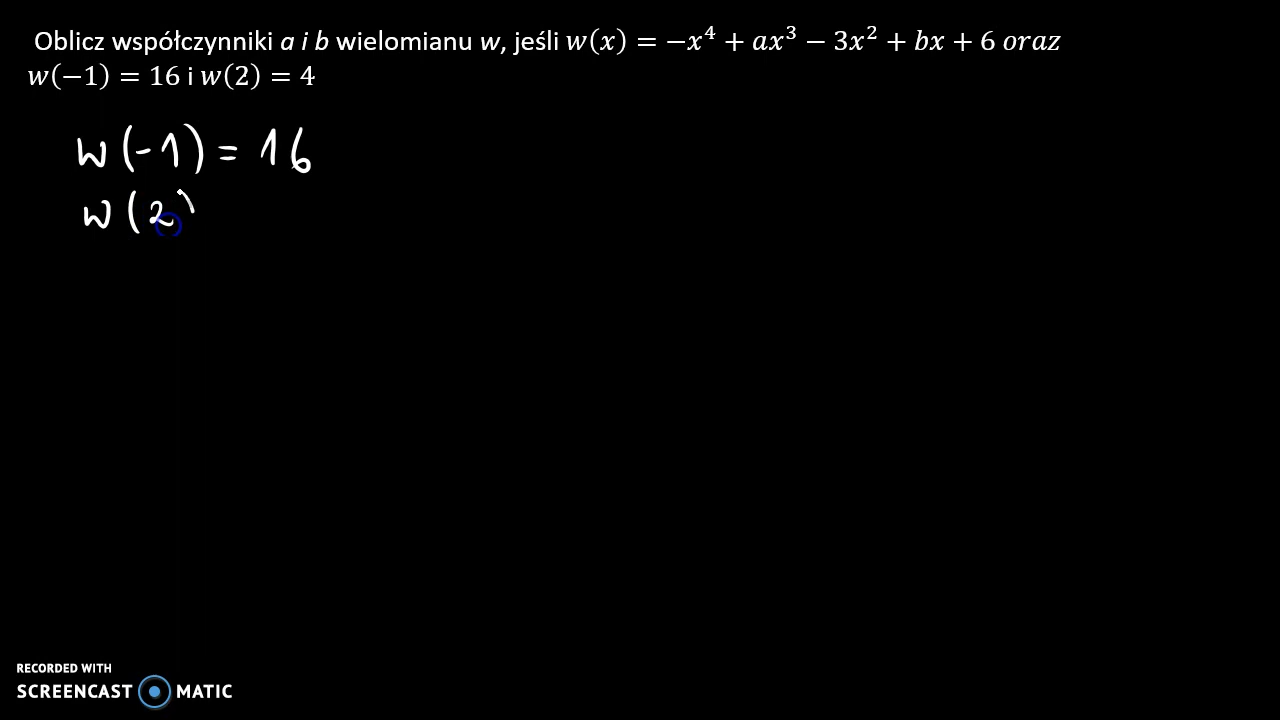 Oblicz współczynniki a i b wielomianu w, jeśli w(x) = −x⁴ + ax³ − 3x² + bx + 6 oraz
w(−1) = 16 i w(2) = 4
w(-1) = 16
w(2)
RECORDED WITH
SCREENCAST MATIC